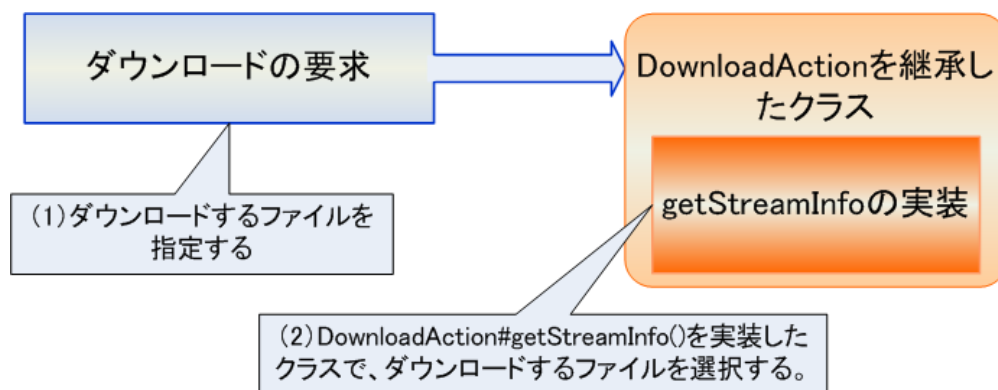 ダウンロードの要求
DownloadActionを継承し
たクラス
getStreamInfoの実装
(1)ダウンロードするファイルを
指定する
(2)DownloadAction#getStreamInfo()を実装した
クラスで、ダウンロードするファイルを選択する。